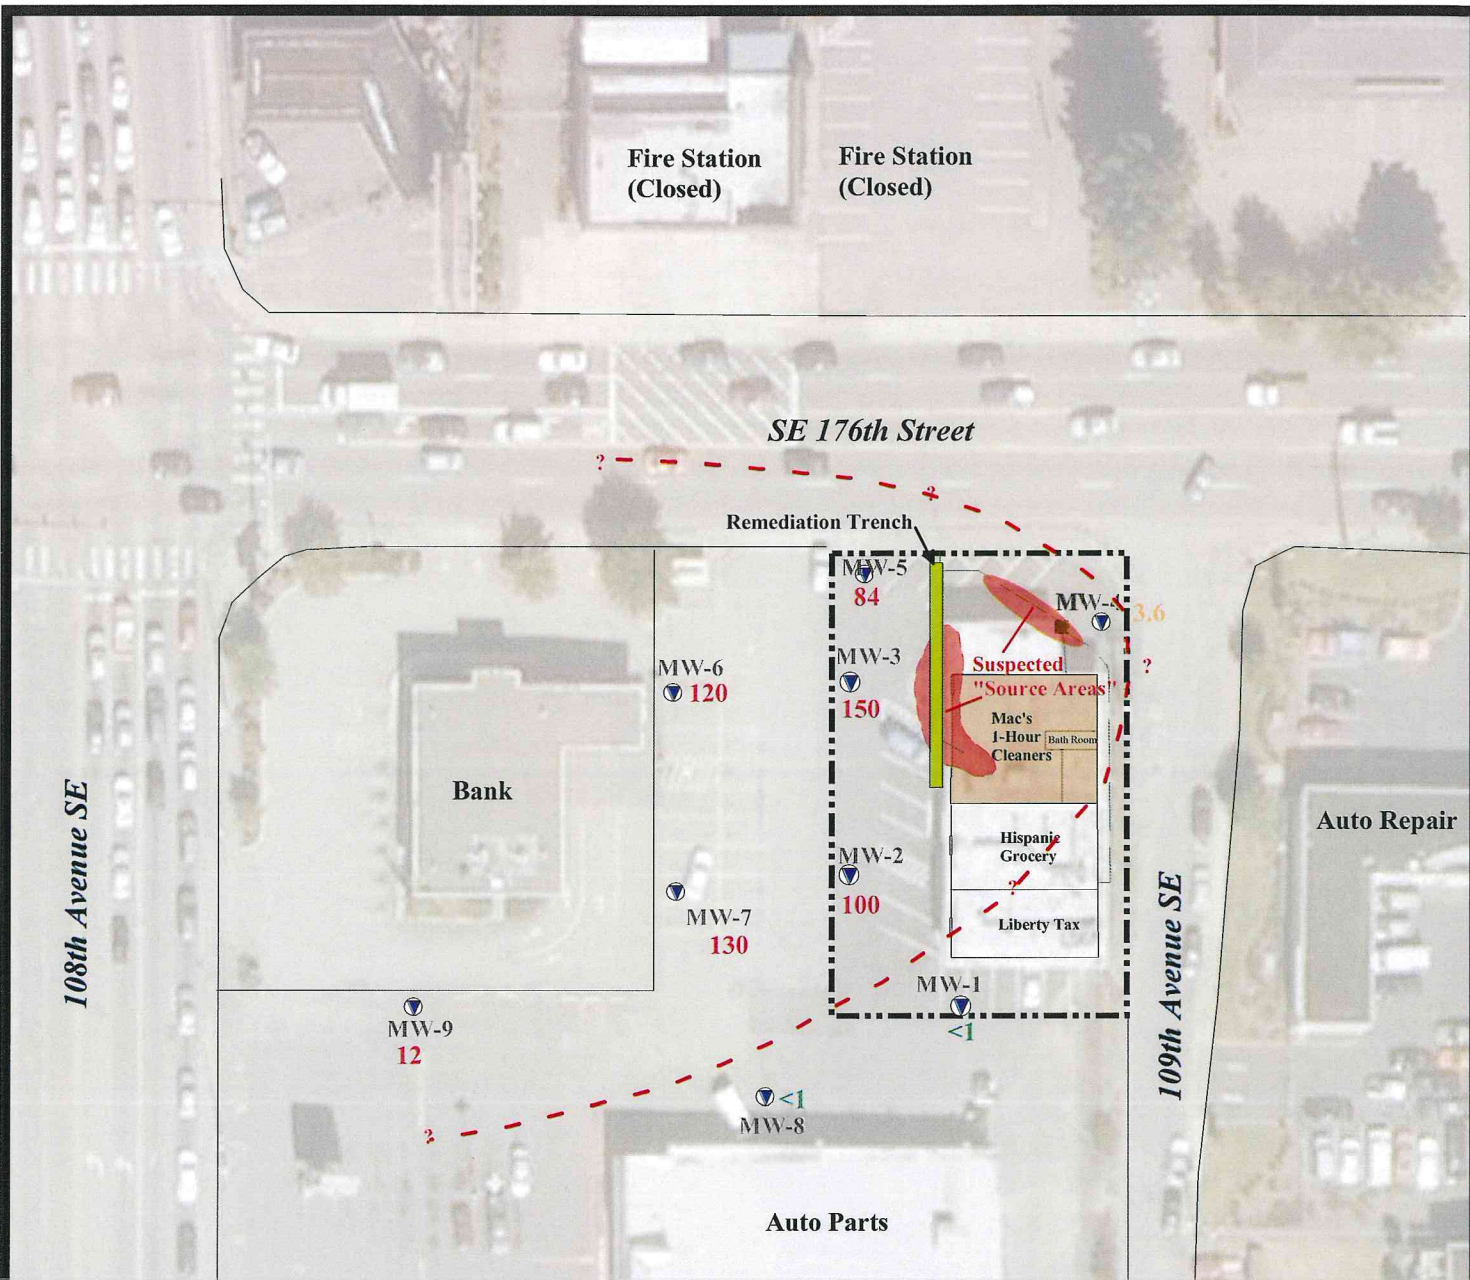 Fire Station
(Closed)
Fire Station
(Closed)
SE 176th Street
?
?
Remediation Trench
MW-5
84
MW-4
3.6
MW-3
150
MW-6
120
Suspected
"Source Areas"
?
Mac's
1-Hour
Cleaners
Bath Room
Bank
108th Avenue SE
Auto Repair
Hispanic
Grocery
MW-2
100
?
MW-7
130
Liberty Tax
109th Avenue SE
MW-1
<1
MW-9
12
<1
MW-8
?
Auto Parts